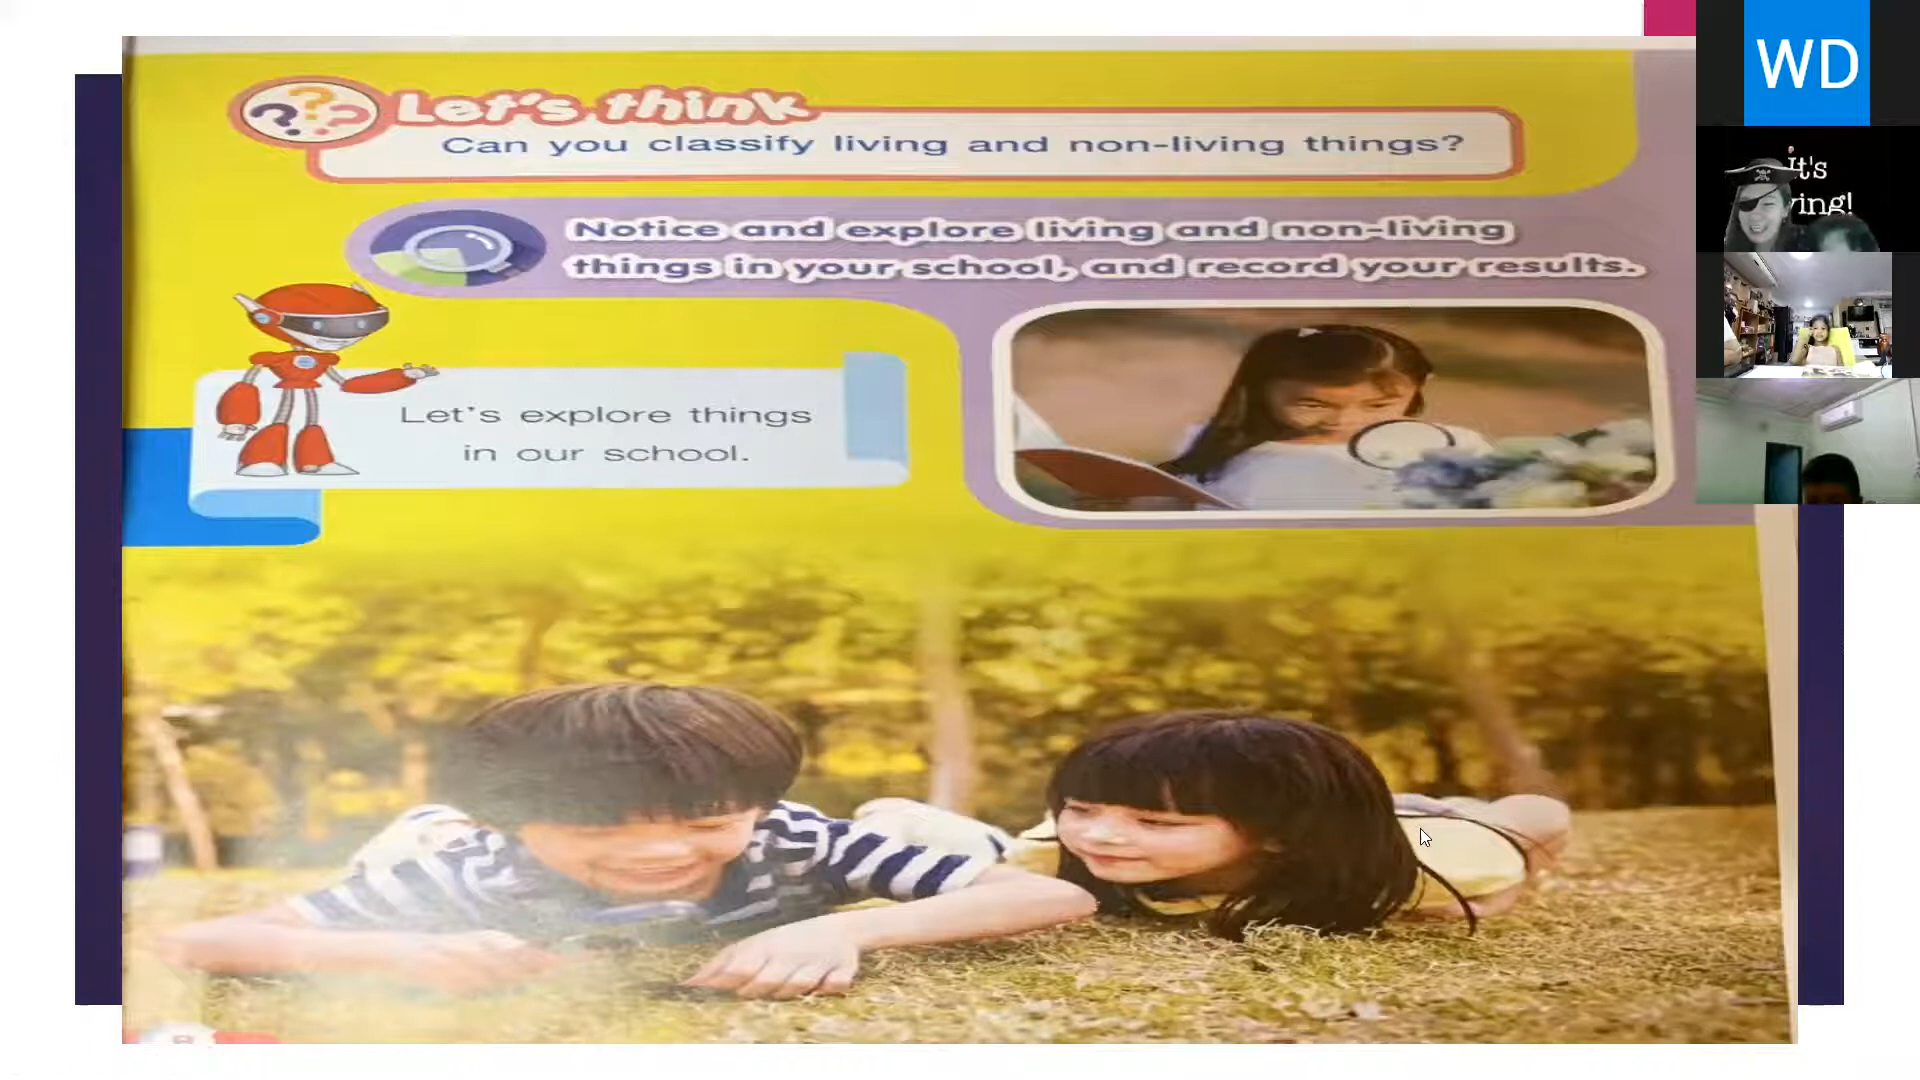 Let's think
Can you classify living and non-living things?
Notice and explore living and non-living
things in your school, and record your results.
Let's explore things
in our school.
8
WD
It's